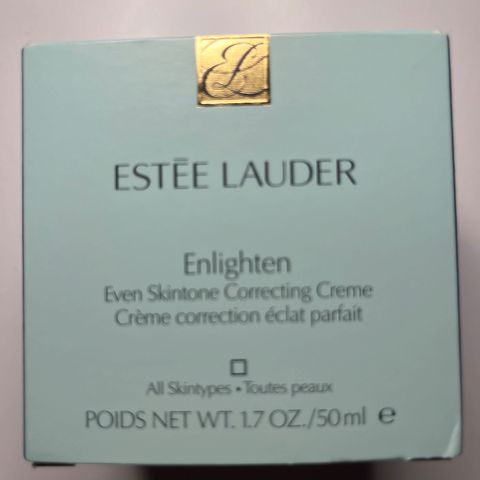 EL
ESTĒE LAUDER
Enlighten
Even Skintone Correcting Creme
Crème correction éclat parfait
All Skintypes • Toutes peaux
POIDS NET WT. 1.7 OZ./50ml e